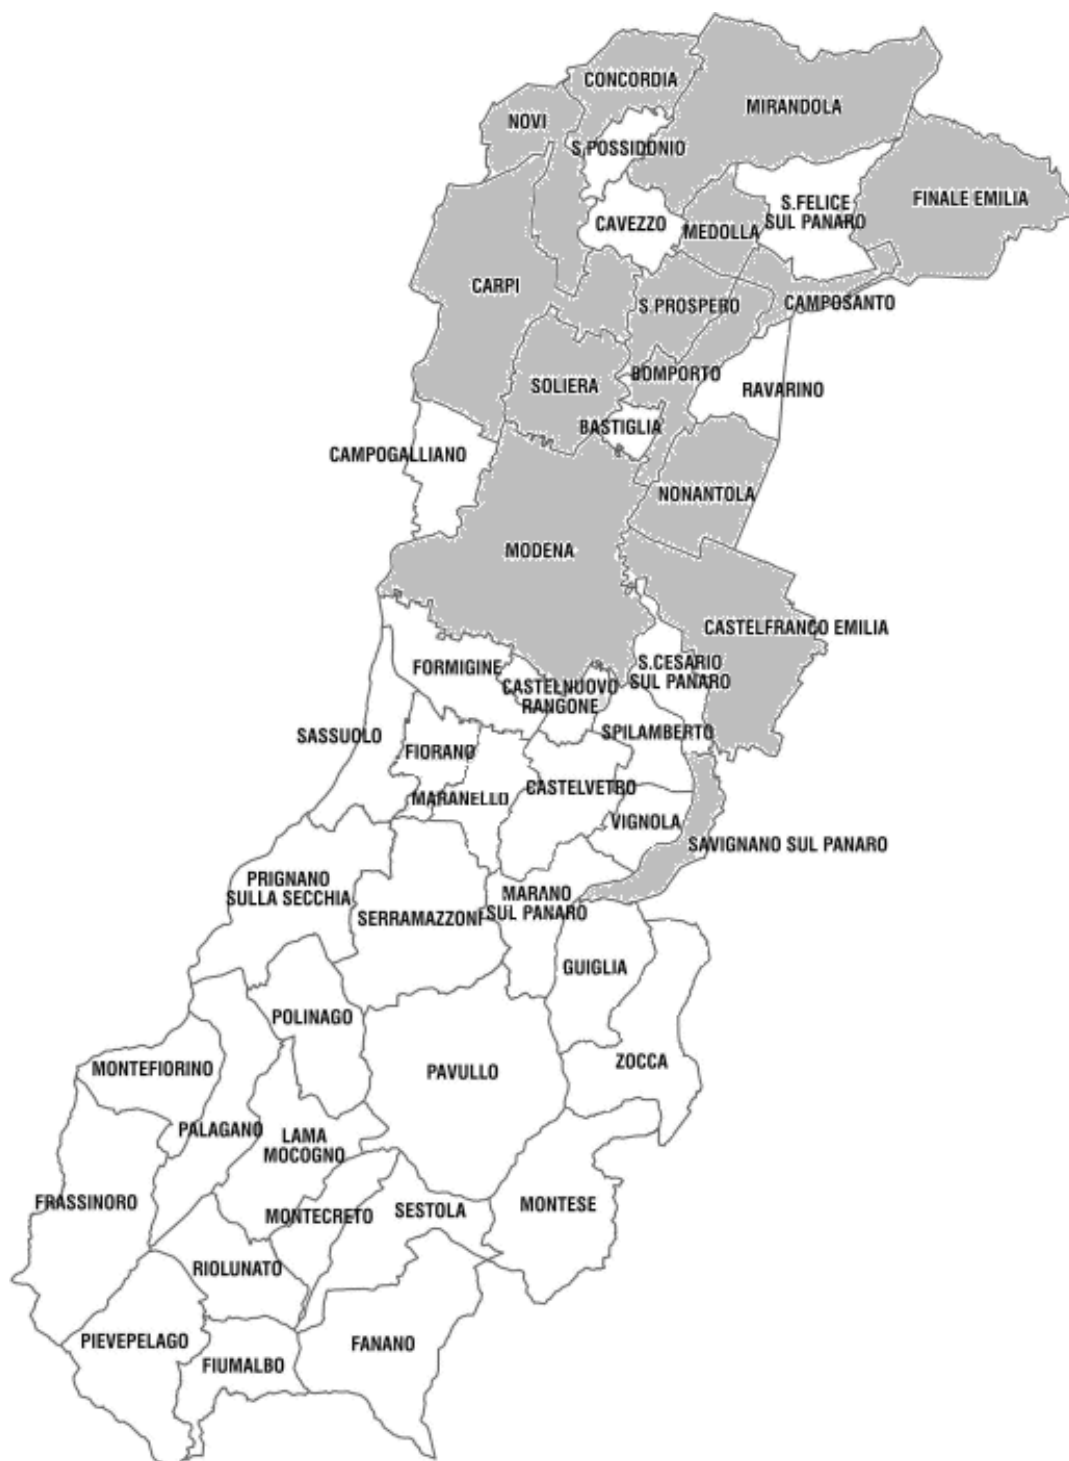 CONCORDIA
MIRANDOLA
NOVI
S.POSSIDONIO
FINALE EMILIA
S.FELICE
SUL PANARO
CAVEZZO
MEDOLLA
CARPI
S.PROSPERO
CAMPOSANTO
BOMPORTO
SOLIERA
RAVARINO
BASTIGLIA
CAMPOGALLIANO
NONANTOLA
MODENA
CASTELFRANCO EMILIA
FORMIGINE
S.CESARIO
SUL PANARO
CASTELNUOVO
RANGONE
SASSUOLO
SPILAMBERTO
FIORANO
CASTELVETRO
MARANELLO
VIGNOLA
SAVIGNANO SUL PANARO
PRIGNANO
SULLA SECCHIA
MARANO
SUL PANARO
SERRAMAZZONI
GUIGLIA
POLINAGO
MONTEFIORINO
PAVULLO
ZOCCA
PALAGANO
LAMA
MOCOGNO
FRASSINORO
MONTECRETO
SESTOLA
MONTESE
RIOLUNATO
PIEVEPELAGO
FANANO
FIUMALBO